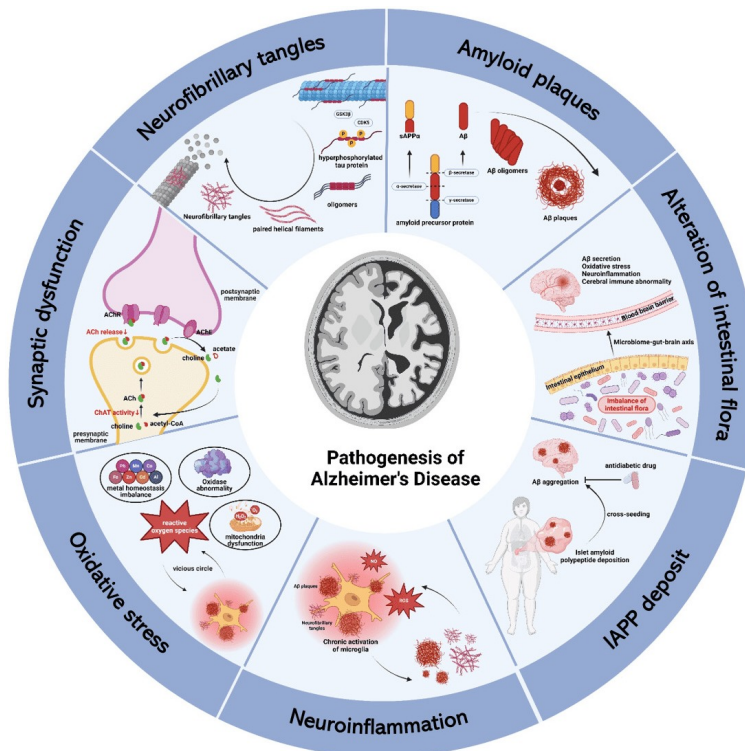 Neurofibrillary tangles
GSK3β
CDK5
P
P
P
hyperphosphorylated
tau protein
oligomers
paired helical filaments
Neurofibrillary tangles
Amyloid plaques
sAPPα
Aβ
α-secretase
β-secretase
γ-secretase
amyloid precursor protein
Aβ oligomers
Aβ plaques
Alteration of intestinal flora
Aβ secretion
Oxidative stress
Neuroinflammation
Cerebral immune abnormality
Blood brain barrier
Microbiome-gut-brain axis
Intestinal epithelium
Imbalance of
intestinal flora
IAPP deposit
Aβ aggregation
antidiabetic drug
cross-seeding
Islet amyloid
polypeptide deposition
Neuroinflammation
Aβ plaques
Neurofibrillary
tangles
NO
ROS
Chronic activation
of microglia
Oxidative stress
metal homeostasis
imbalance
Oxidase
abnormality
reactive
oxygen species
H₂O₂
O₂
mitochondria
dysfunction
vicious circle
Synaptic dysfunction
postsynaptic
membrane
AChR
AChE
ACh release↓
acetate
choline
ACh
ChAT activity↓
choline
acetyl-CoA
presynaptic
membrane
Pathogenesis of
Alzheimer's Disease